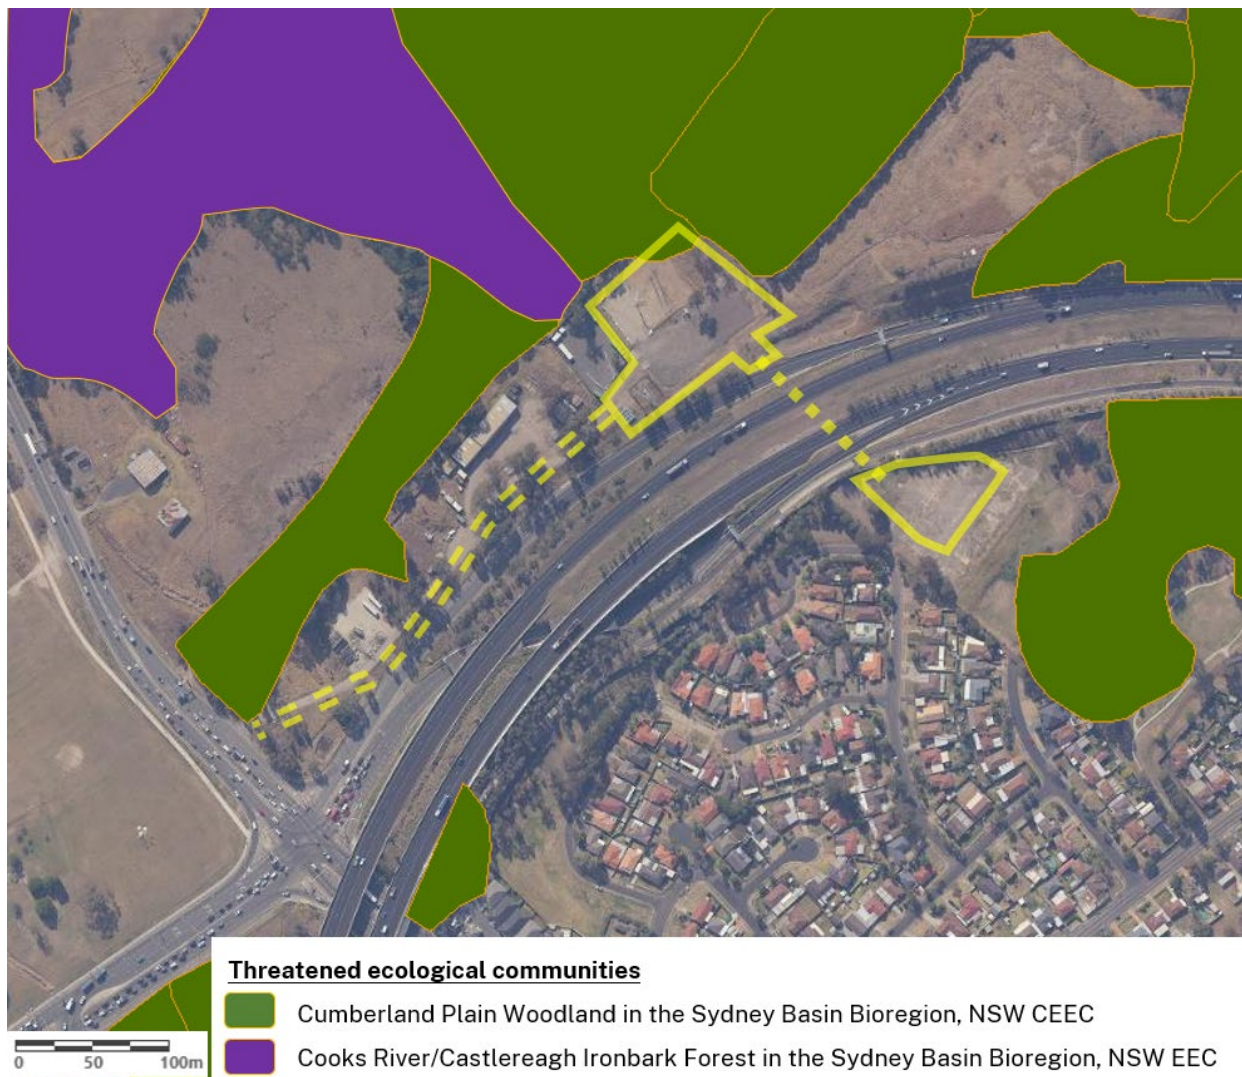 Threatened ecological communities
Cumberland Plain Woodland in the Sydney Basin Bioregion, NSW CEEC
Cooks River/Castlereagh Ironbark Forest in the Sydney Basin Bioregion, NSW EEC
0 50 100m